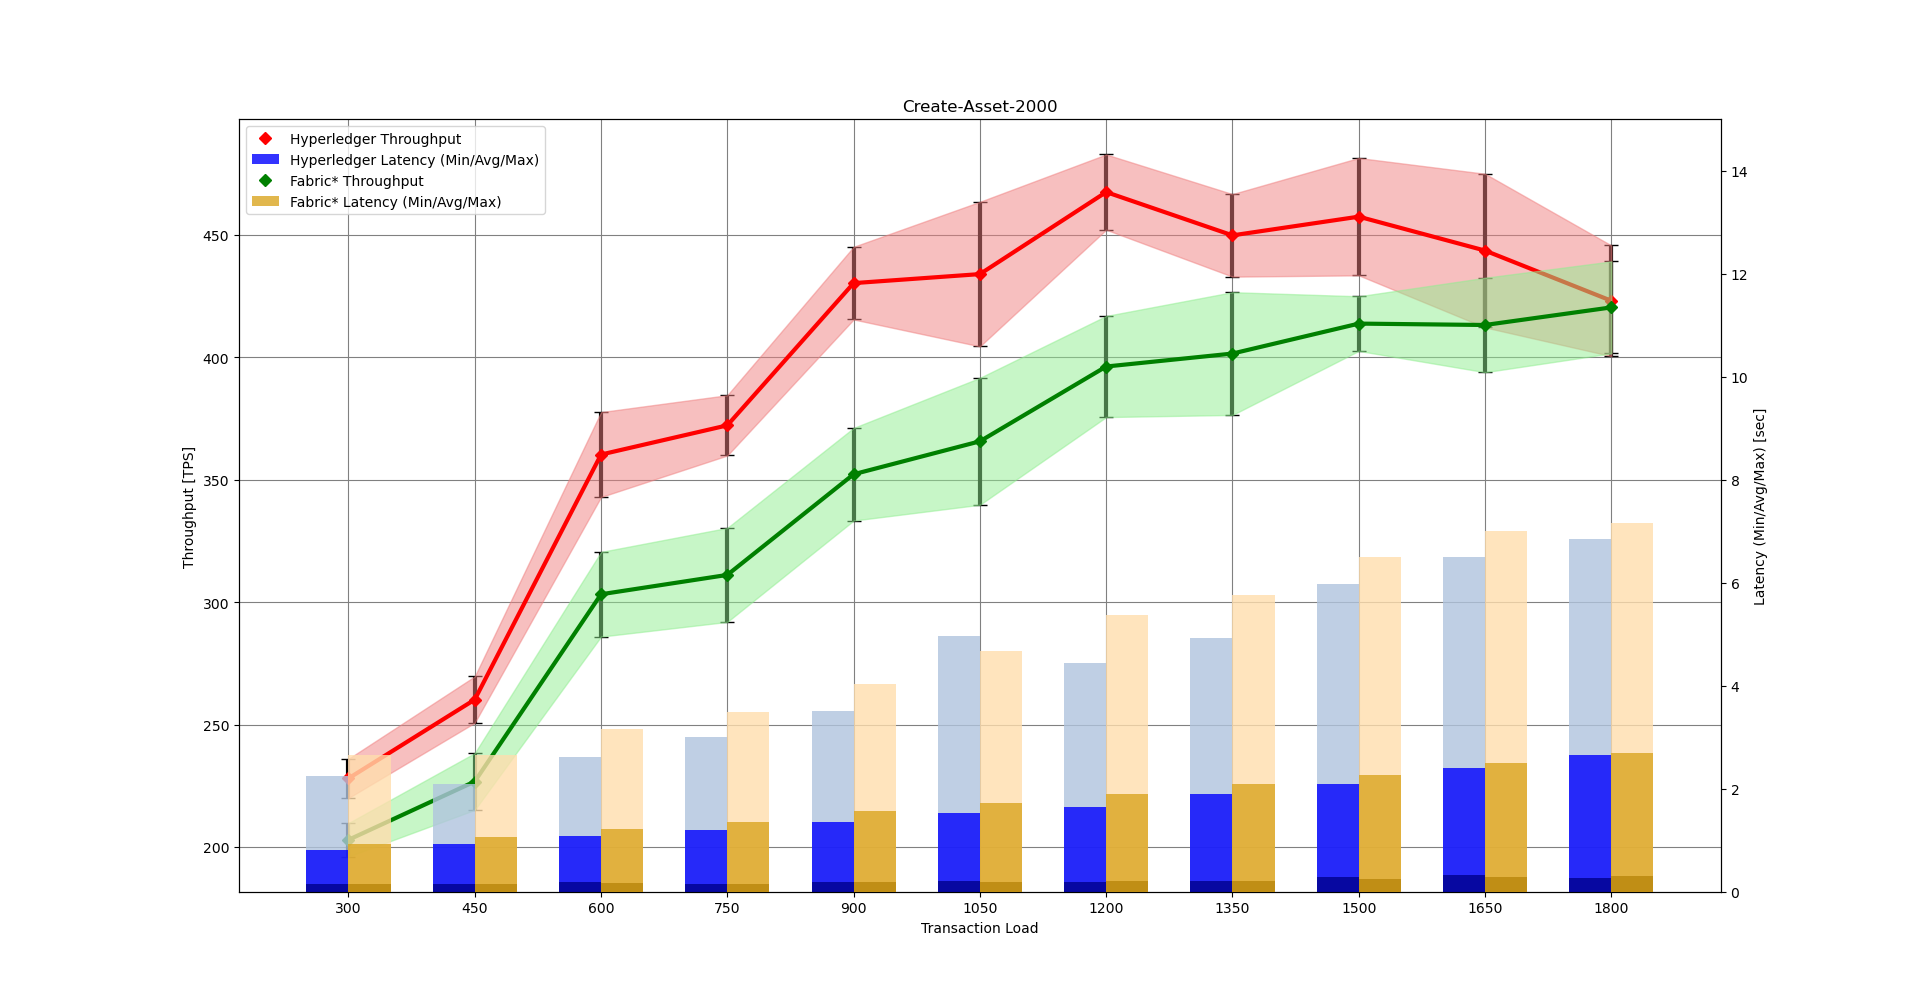 Create-Asset-2000
Hyperledger Throughput
Hyperledger Latency (Min/Avg/Max)
Fabric* Throughput
Fabric* Latency (Min/Avg/Max)
Throughput [TPS]
450
400
350
300
250
200
14
12
10
8
6
4
2
0
Latency (Min/Avg/Max) [sec]
300 450 600 750 900 1050 1200 1350 1500 1650 1800
Transaction Load